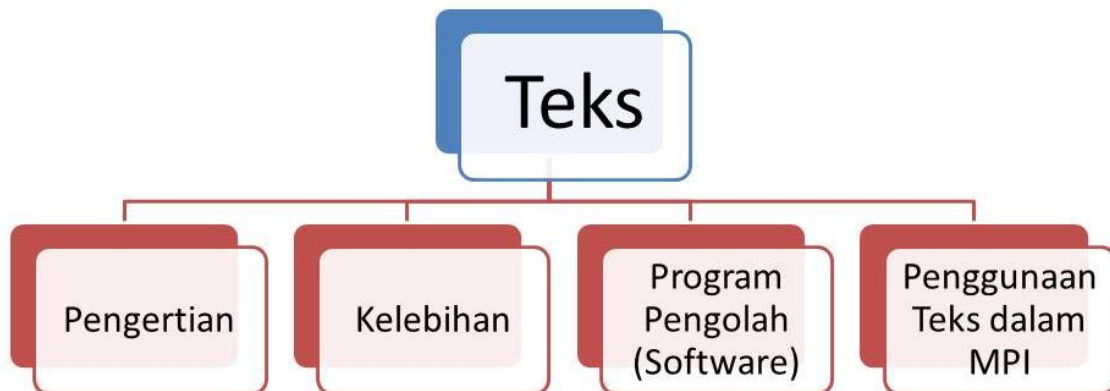 Teks
Pengertian
Kelebihan
Program
Pengolah
(Software)
Penggunaan
Teks dalam
MPI